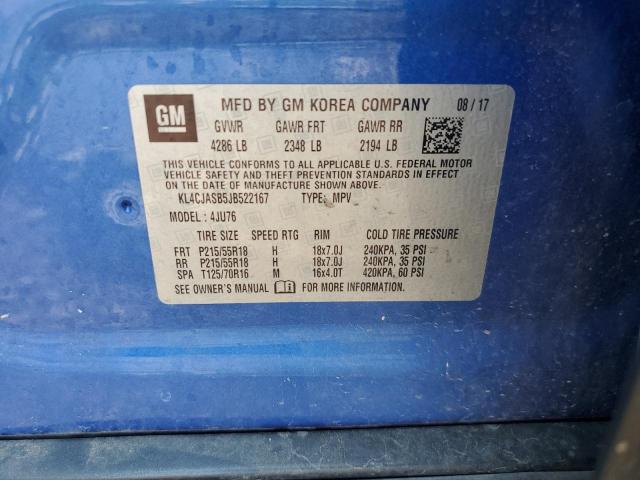 GM
MFD BY GM KOREA COMPANY 08 / 17
GVWR GAWR FRT GAWR RR
4286 LB 2348 LB 2194 LB
THIS VEHICLE CONFORMS TO ALL APPLICABLE U.S. FEDERAL MOTOR
VEHICLE SAFETY AND THEFT PREVENTION STANDARDS IN EFFECT
ON THE DATE OF MANUFACTURE SHOWN ABOVE.
KL4CJASB5JB522167 TYPE: MPV
MODEL : 4JU76
TIRE SIZE SPEED RTG RIM COLD TIRE PRESSURE
FRT P215/55R18 H 18x7.0J 240KPA, 35 PSI
RR P215/55R18 H 18x7.0J 240KPA, 35 PSI
SPA T125/70R16 M 16x4.0T 420KPA, 60 PSI
SEE OWNER'S MANUAL FOR MORE INFORMATION.